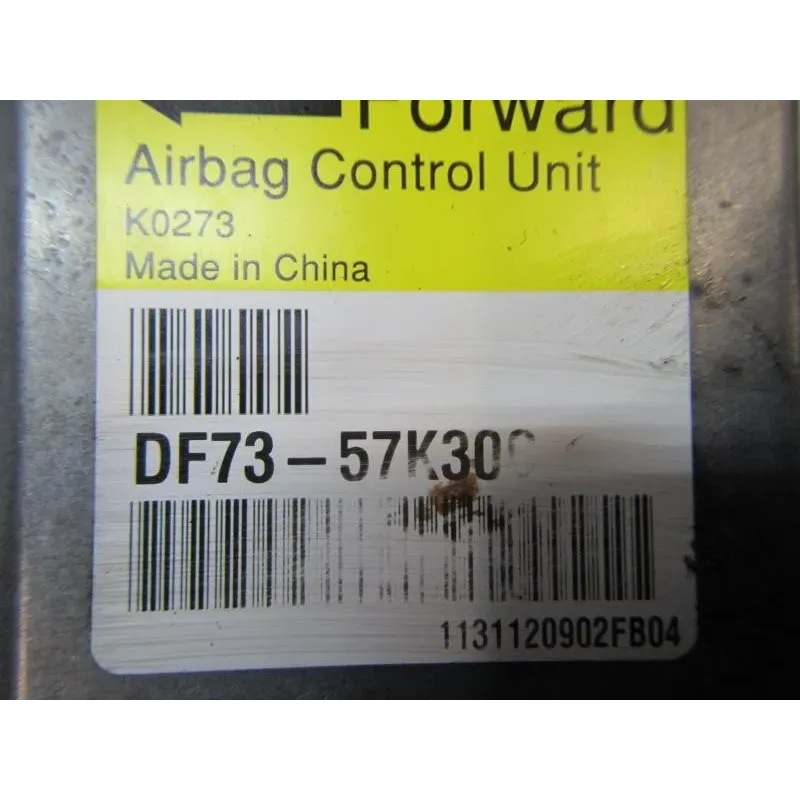 Forward
Airbag Control Unit
K0273
Made in China
DF73-57K30
1131120902FB04